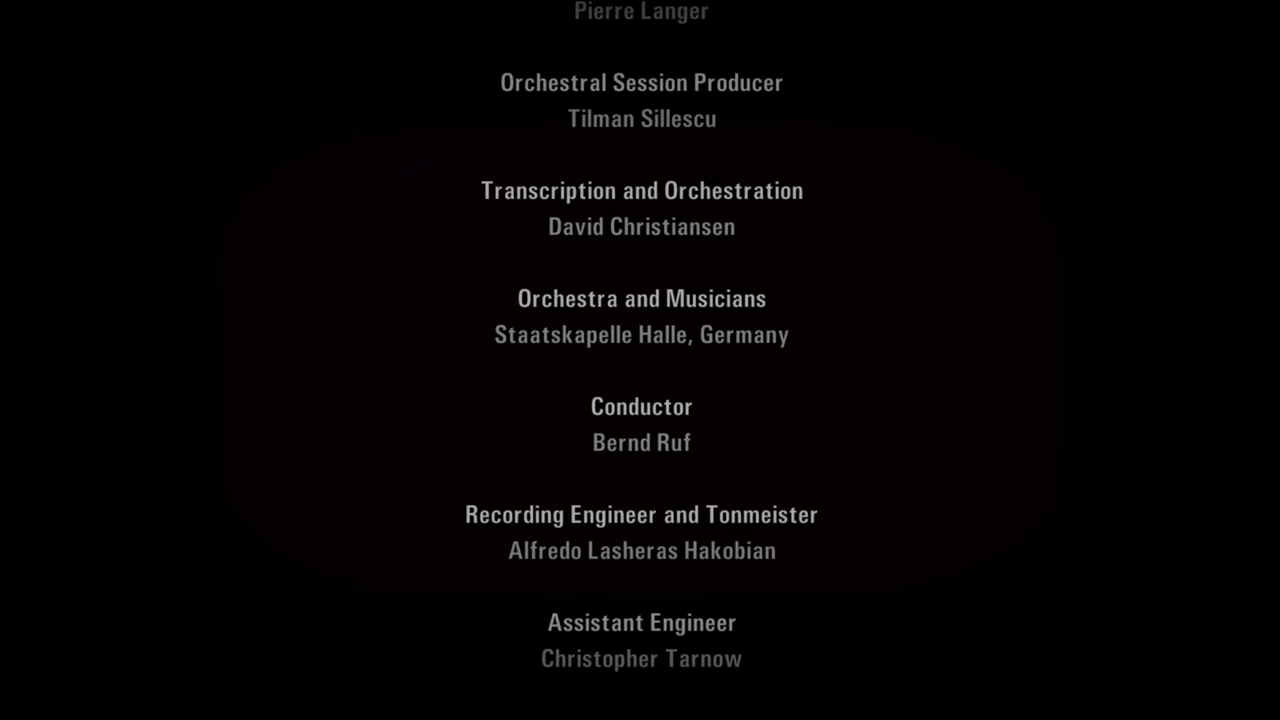 Pierre Langer
Orchestral Session Producer
Tilman Sillescu
Transcription and Orchestration
David Christiansen
Orchestra and Musicians
Staatskapelle Halle, Germany
Conductor
Bernd Ruf
Recording Engineer and Tonmeister
Alfredo Lasheras Hakobian
Assistant Engineer
Christopher Tarnow